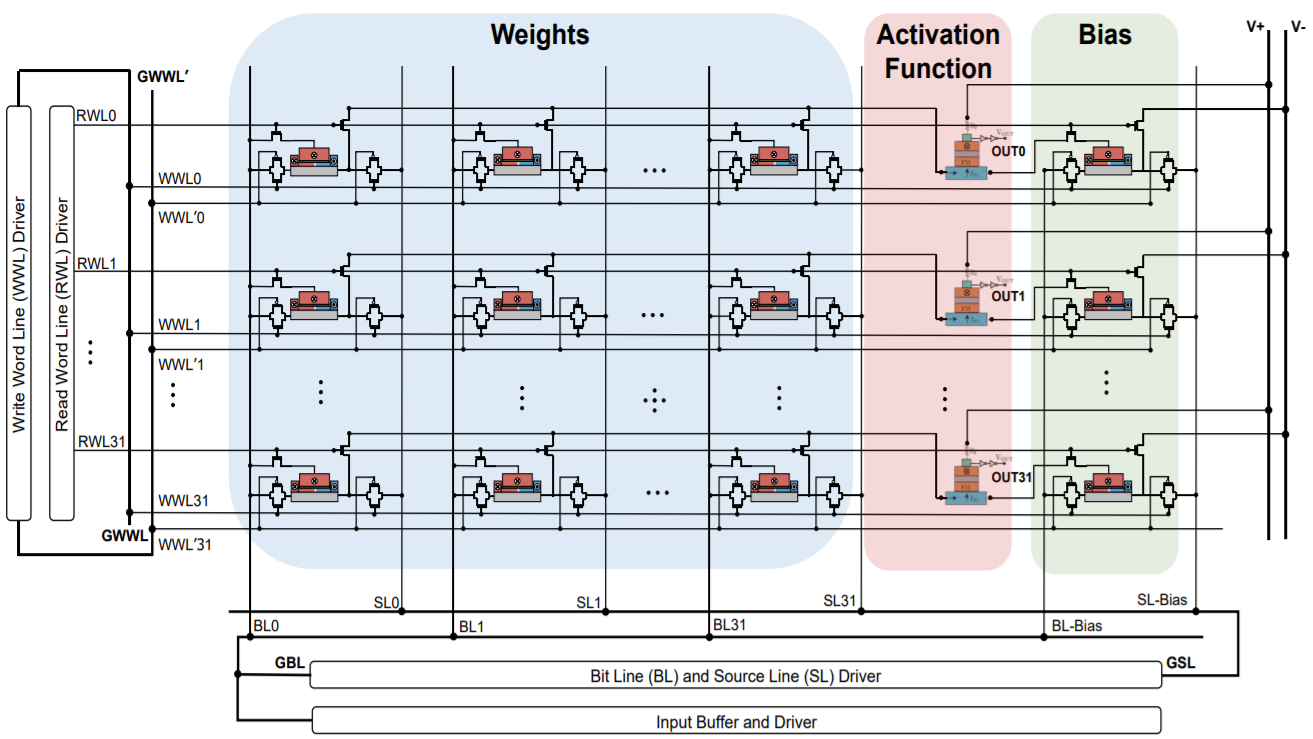 Weights
Activation
Function
Bias
V+
V-
GWWL′
RWL0
OUT0
WWL0
WWL′0
RWL1
OUT1
WWL1
WWL′1
RWL31
OUT31
WWL31
GWWL
WWL′31
Write Word Line (WWL) Driver
Read Word Line (RWL) Driver
SL0
SL1
SL31
SL-Bias
BL0
BL1
BL31
BL-Bias
GBL
GSL
Bit Line (BL) and Source Line (SL) Driver
Input Buffer and Driver